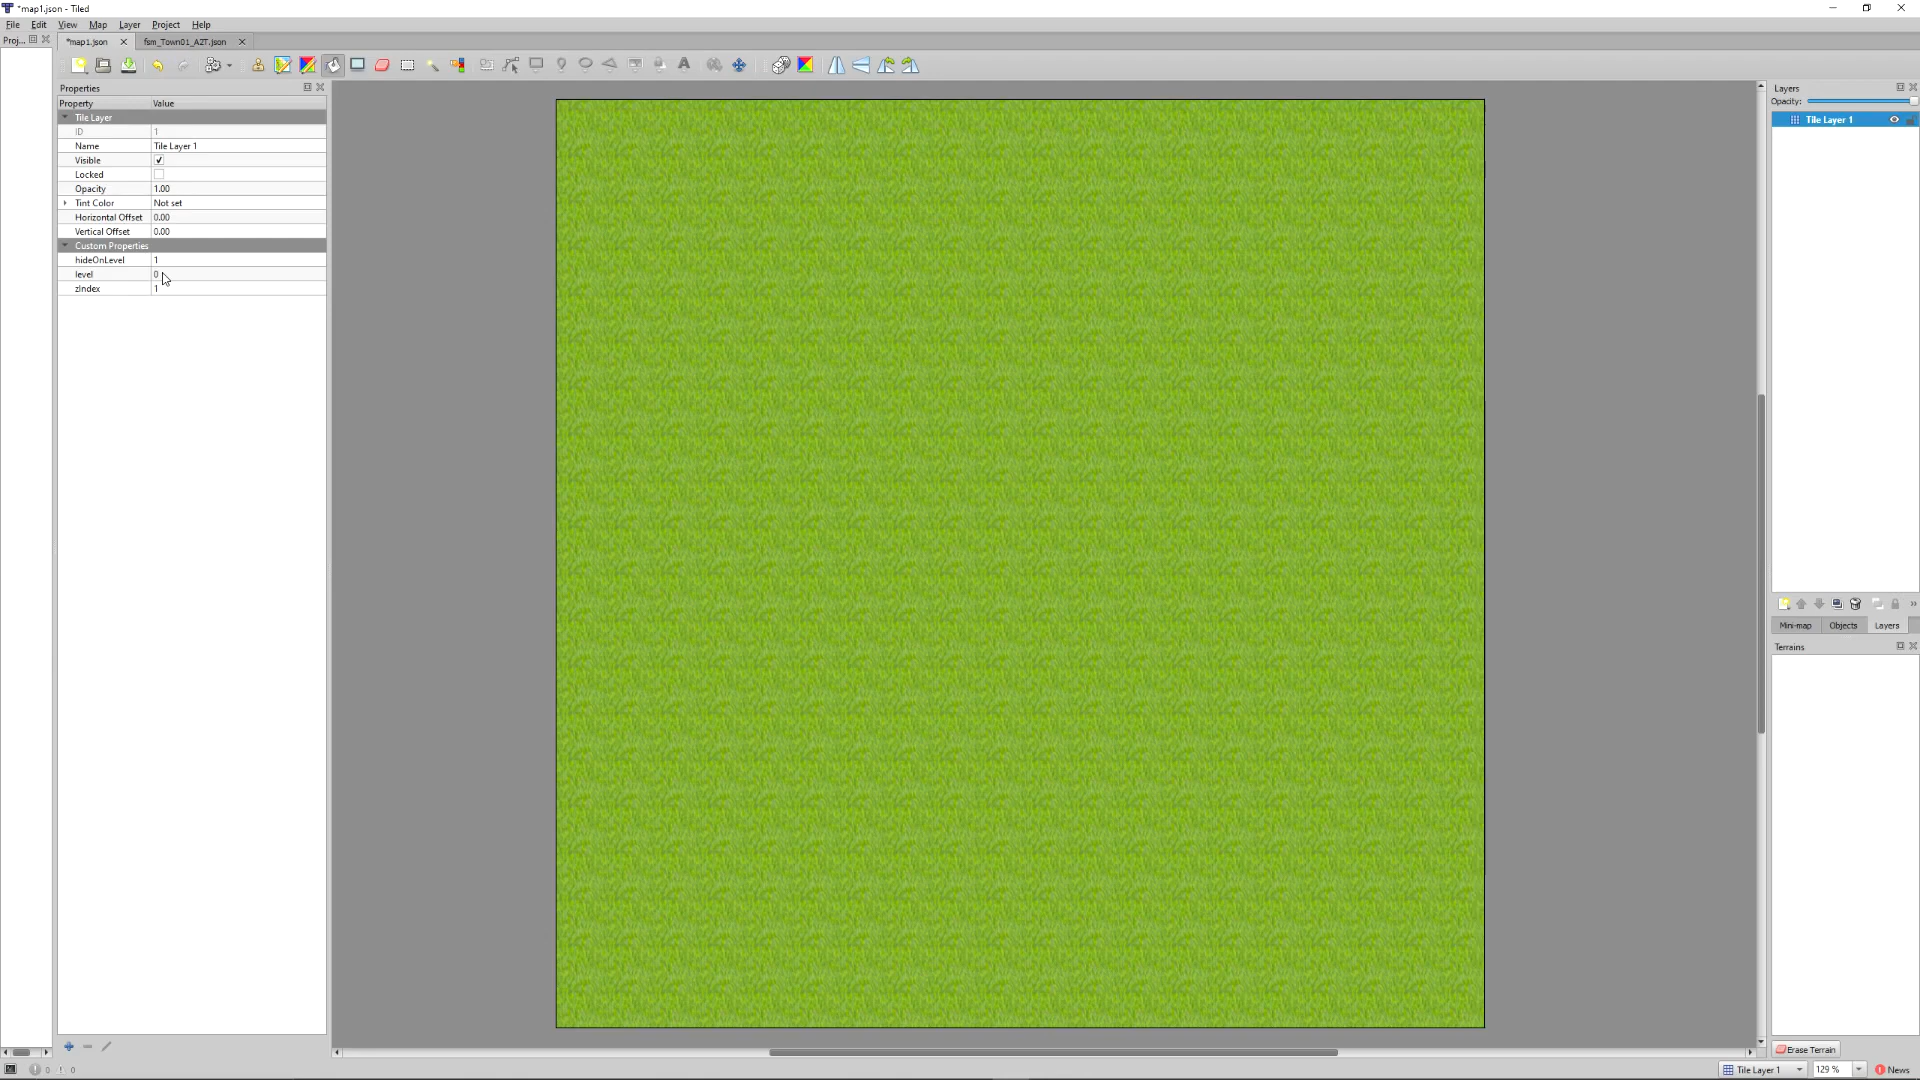 *map1.json - Tiled
File Edit View Map Layer Project Help
Proj...
*map1.json
fsm_Town01_A2T.json
Properties
Property Value
Tile Layer
ID 1
Name Tile Layer 1
Visible
Locked
Opacity 1.00
Tint Color Not set
Horizontal Offset 0.00
Vertical Offset 0.00
Custom Properties
hideOnLevel 1
level 0
zIndex 1
Layers
Opacity:
Tile Layer 1
Mini-map Objects Layers
Terrains
Erase Terrain
0 0
Tile Layer 1 129 % News